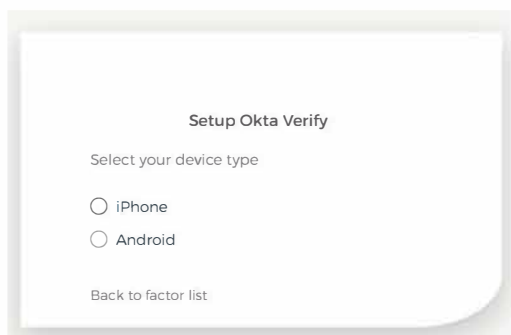 Setup Okta Verify
Select your device type
iPhone
Android
Back to factor list